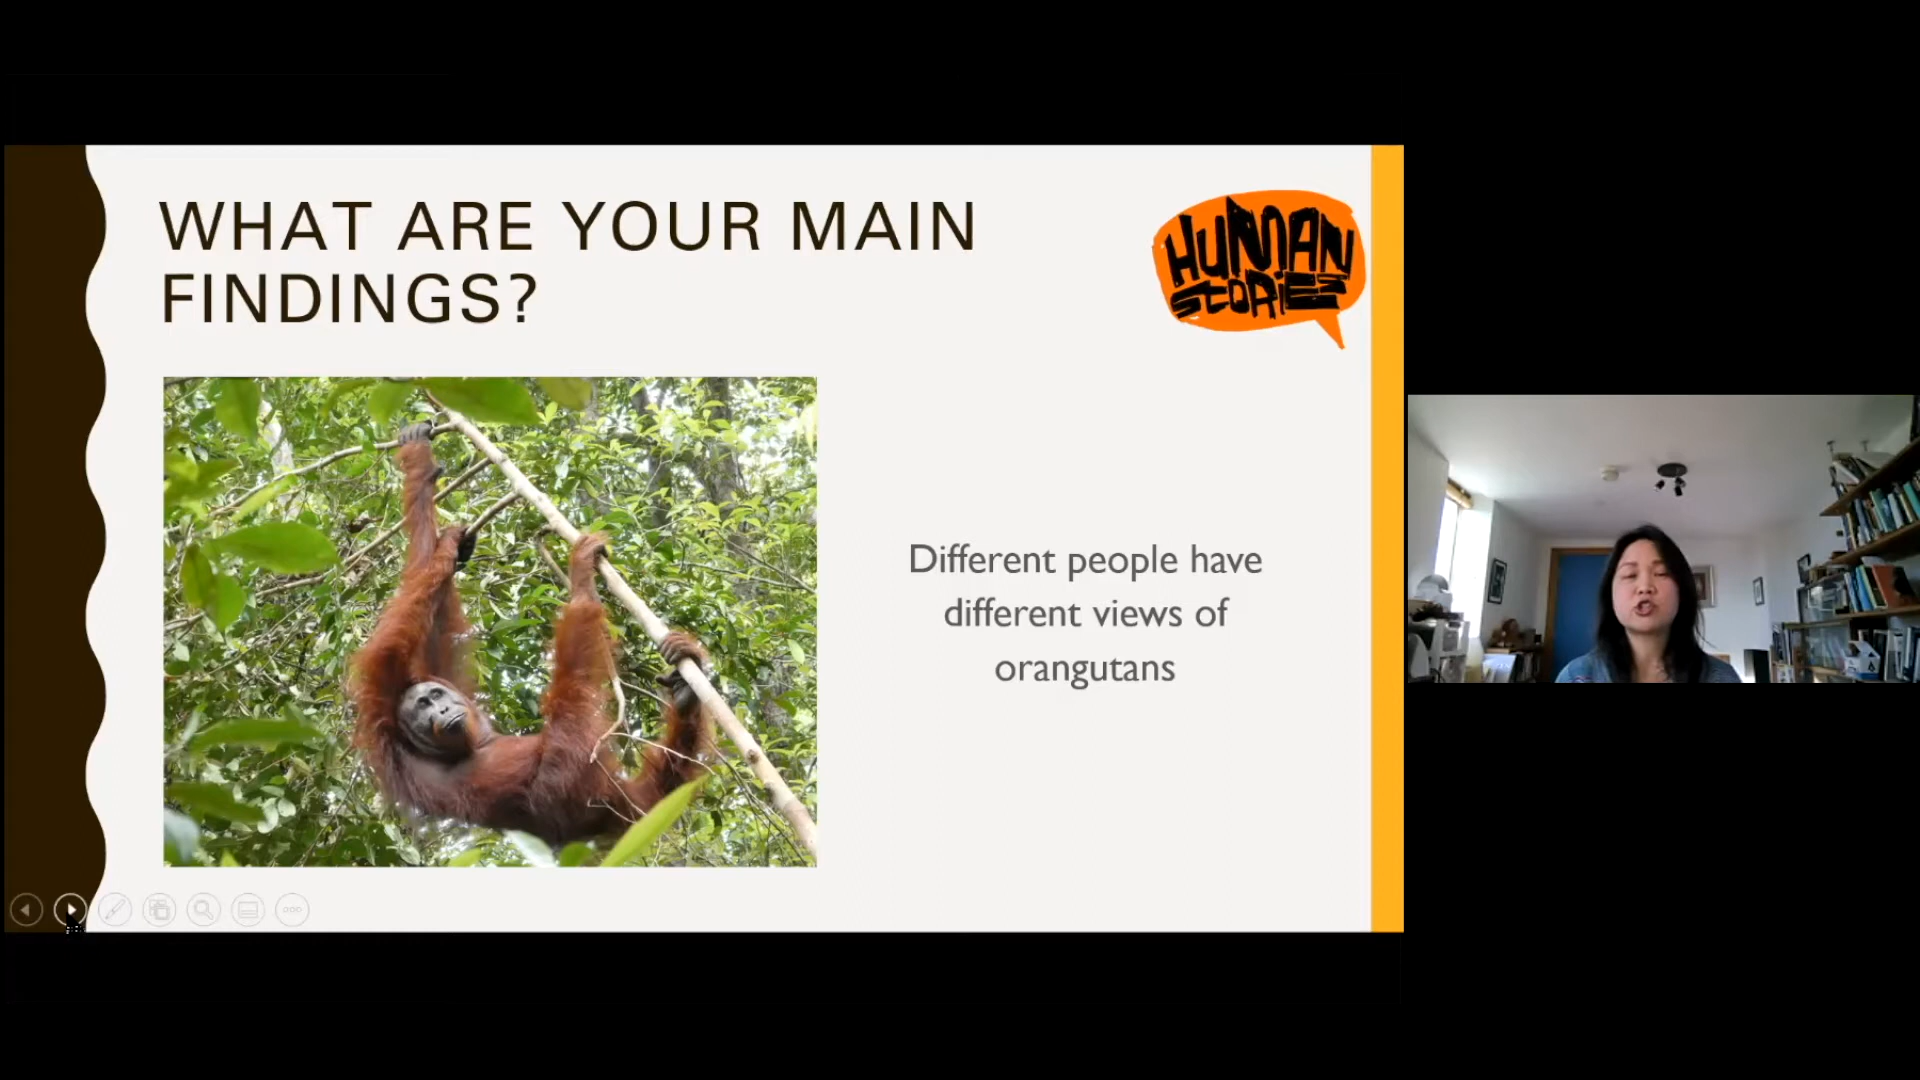 WHAT ARE YOUR MAIN
FINDINGS?
HUMAN
STORIES
Different people have
different views of
orangutans